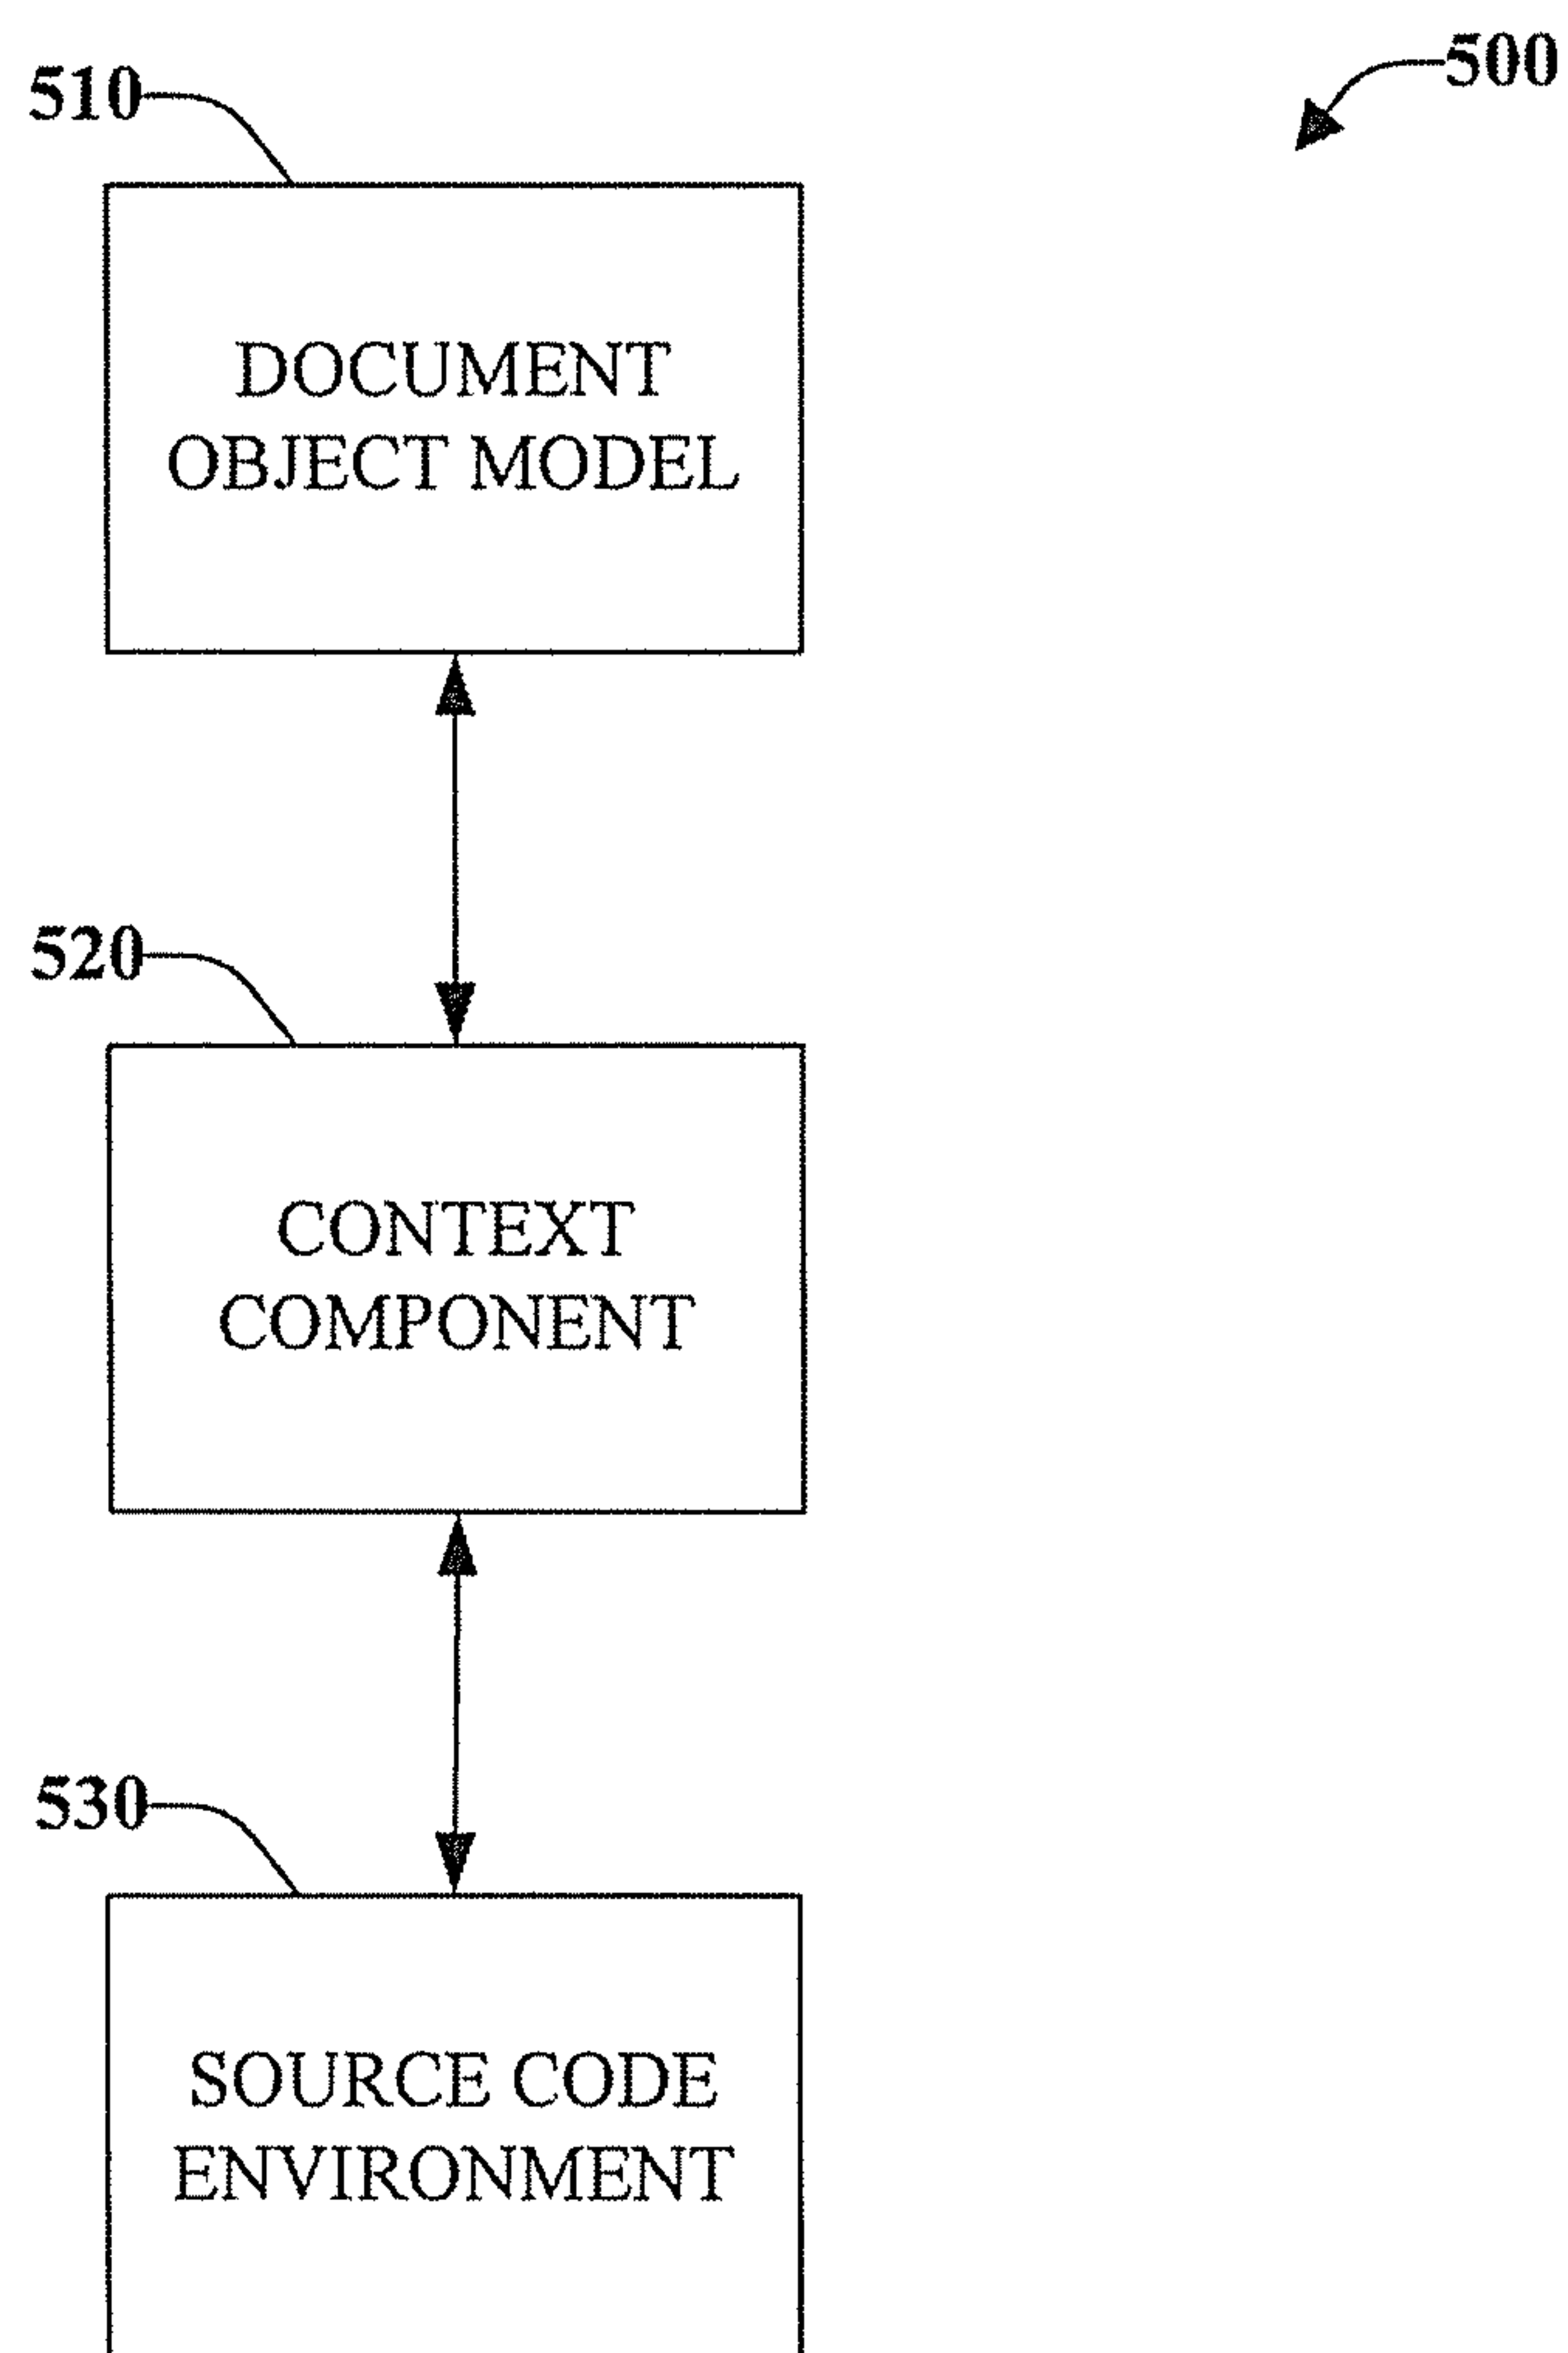 500
510
DOCUMENT
OBJECT MODEL
520
CONTEXT
COMPONENT
530
SOURCE CODE
ENVIRONMENT